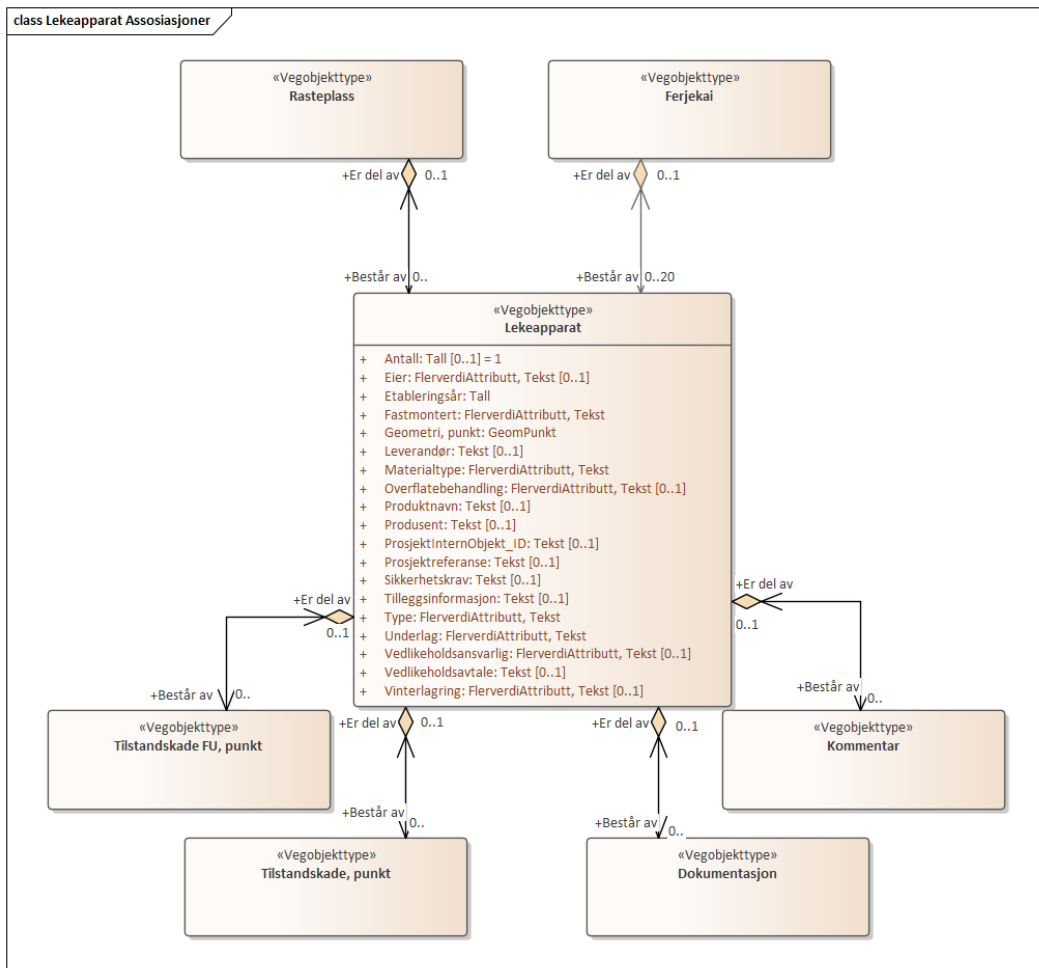 class Lekeapparat Assosiasjoner
«Vegobjekttype»
Rasteplass
«Vegobjekttype»
Ferjekai
+Er del av 0..1
+Er del av 0..1
+Består av 0..
+Består av 0..20
«Vegobjekttype»
Lekeapparat
+ Antall: Tall [0..1] = 1
+ Eier: FlerverdiAttributt, Tekst [0..1]
+ Etableringsår: Tall
+ Fastmontert: FlerverdiAttributt, Tekst
+ Geometri, punkt: GeomPunkt
+ Leverandør: Tekst [0..1]
+ Materialtype: FlerverdiAttributt, Tekst
+ Overflatebehandling: FlerverdiAttributt, Tekst [0..1]
+ Produktnavn: Tekst [0..1]
+ Produsent: Tekst [0..1]
+ ProsjektInternObjekt_ID: Tekst [0..1]
+ Prosjektreferanse: Tekst [0..1]
+ Sikkerhetskrav: Tekst [0..1]
+ Tilleggsinformasjon: Tekst [0..1]
+ Type: FlerverdiAttributt, Tekst
+ Underlag: FlerverdiAttributt, Tekst
+ Vedlikeholdsansvarlig: FlerverdiAttributt, Tekst [0..1]
+ Vedlikeholdsavtale: Tekst [0..1]
+ Vinterlagring: FlerverdiAttributt, Tekst [0..1]
+Er del av
0..1
+Er del av
0..1
+Består av 0..
+Består av 0..
«Vegobjekttype»
Tilstandskade FU, punkt
+Er del av 0..1
+Er del av 0..1
«Vegobjekttype»
Kommentar
+Består av
0..
+Består av
0..
«Vegobjekttype»
Tilstandskade, punkt
«Vegobjekttype»
Dokumentasjon